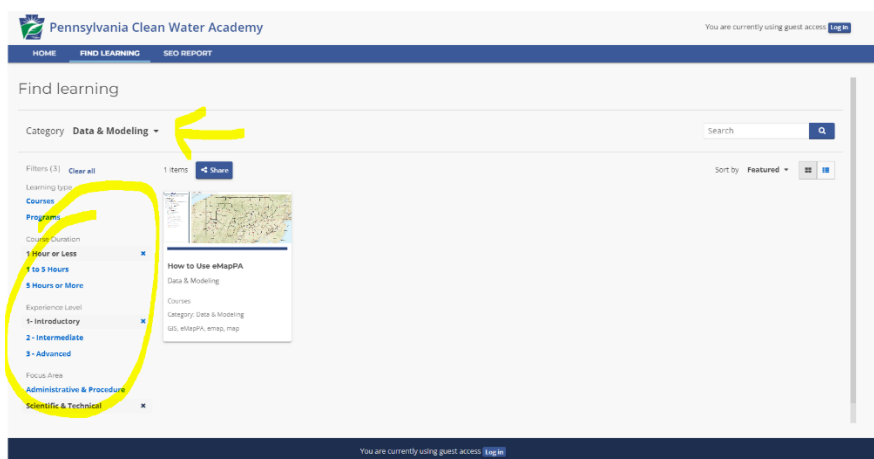 Pennsylvania Clean Water Academy
You are currently using guest access Log in
HOME FIND LEARNING SEO REPORT
Find learning
Category Data & Modeling
Search
Filters (3) Clear all
1 items Share
Sort by Featured
Learning type
Courses
Programs
Course Duration
1 Hour or Less ×
1 to 5 Hours
5 Hours or More
Experience Level
1- Introductory ×
2 - Intermediate
3 - Advanced
Focus Area
Administrative & Procedure
Scientific & Technical ×
How to Use eMapPA
Data & Modeling
Courses
Category: Data & Modeling
GIS, eMapPA, emap, map
You are currently using guest access Log in